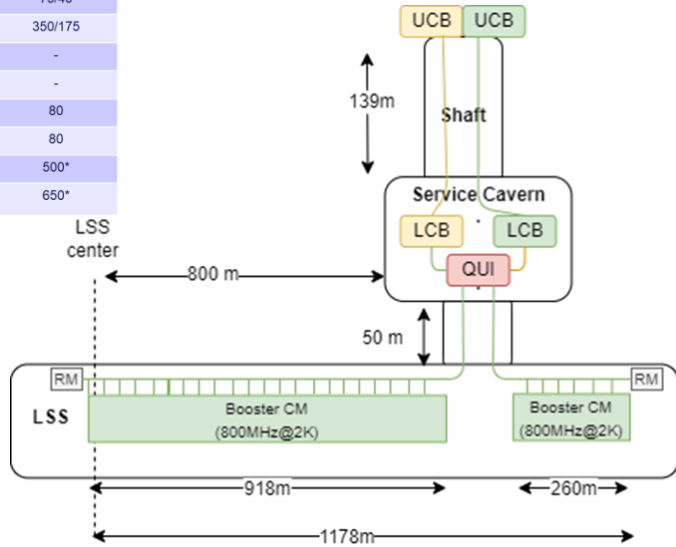 350/175
-
-
80
80
500*
650*
UCB
UCB
139m
Shaft
Service Cavern
LCB
LCB
QUI
LSS
center
800 m
50 m
RM
RM
LSS
Booster CM
(800MHz@2K)
Booster CM
(800MHz@2K)
918m
260m
1178m